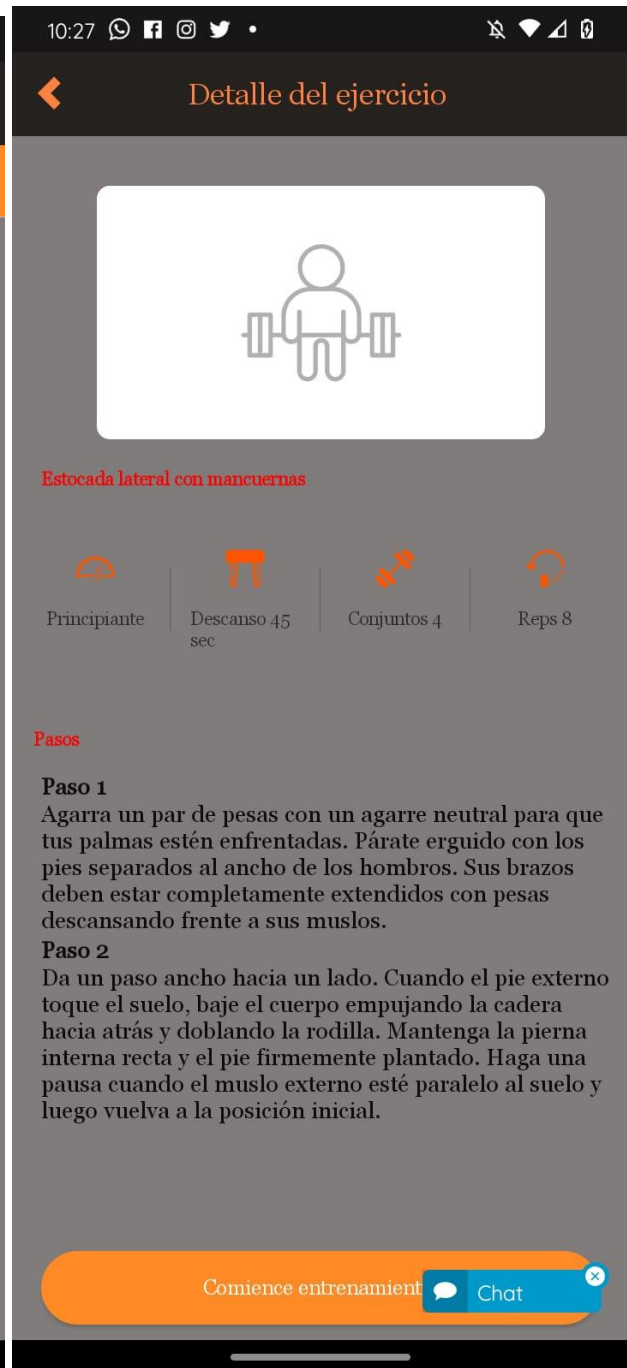 10:27
Detalle del ejercicio
Estocada lateral con mancuernas
Principiante
Descanso 45
sec
Conjuntos 4
Reps 8
Pasos
Paso 1
Agarra un par de pesas con un agarre neutral para que
tus palmas estén enfrentadas. Párate erguido con los
pies separados al ancho de los hombros. Sus brazos
deben estar completamente extendidos con pesas
descansando frente a sus muslos.
Paso 2
Da un paso ancho hacia un lado. Cuando el pie externo
toque el suelo, baje el cuerpo empujando la cadera
hacia atrás y doblando la rodilla. Mantenga la pierna
interna recta y el pie firmemente plantado. Haga una
pausa cuando el muslo externo esté paralelo al suelo y
luego vuelva a la posición inicial.
Comience entrenamient
Chat